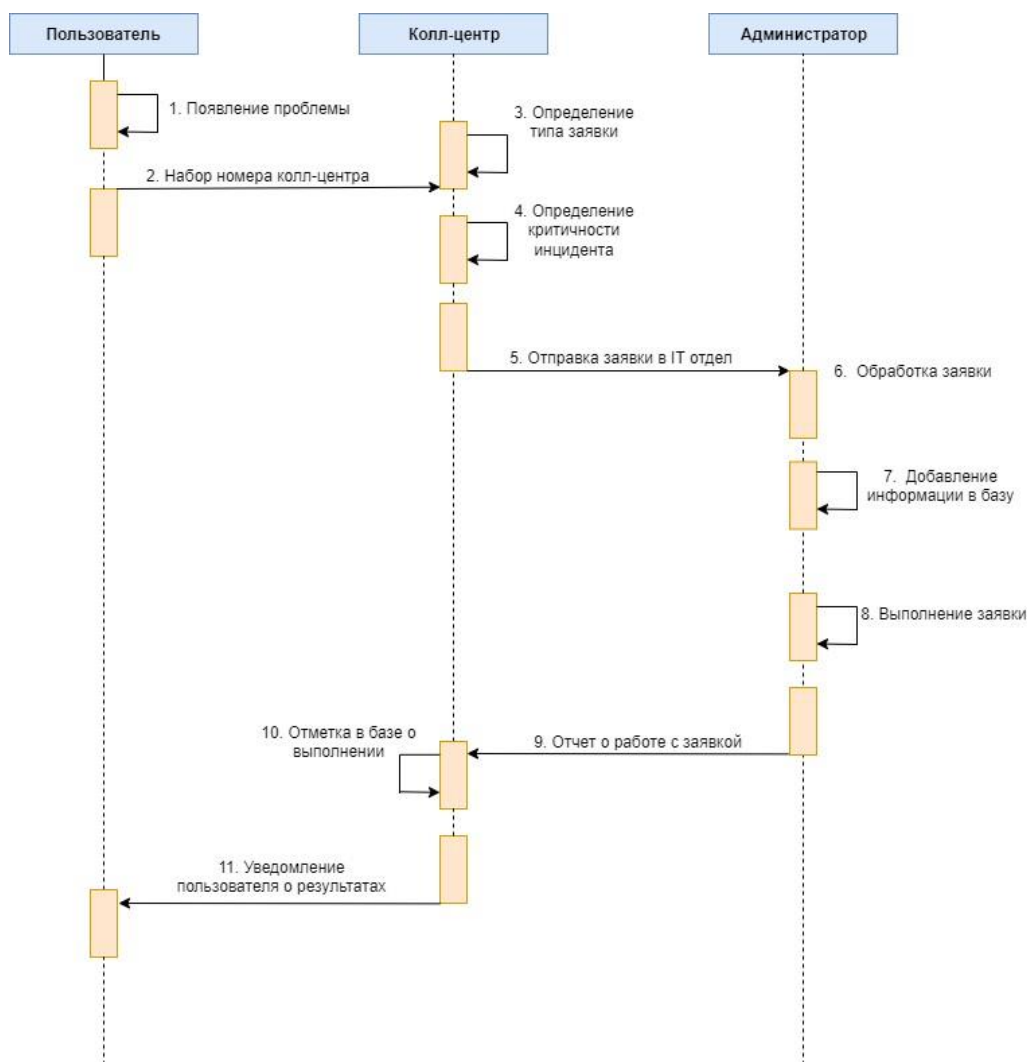 Пользователь
Колл-центр
Администратор
1. Появление проблемы
3. Определение
типа заявки
2. Набор номера колл-центра
4. Определение
критичности
инцидента
5. Отправка заявки в IT отдел
6. Обработка заявки
7. Добавление
информации в базу
8. Выполнение заявки
10. Отметка в базе о
выполнении
9. Отчет о работе с заявкой
11. Уведомление
пользователя о результатах